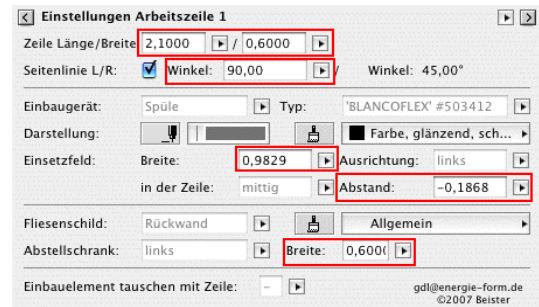 Einstellungen Arbeitszeile 1
Zeile Länge/Breite 2,1000 / 0,6000
Seitenlinie L/R: Winkel: 90,00 / Winkel: 45,00°
Einbaugerät: Spüle Typ: 'BLANCOFLEX' #503412
Darstellung: Farbe, glänzend, sch...
Einsetzfeld: Breite: 0,9829 Ausrichtung: links
in der Zeile: mittig Abstand: -0,1868
Fliesenschild: Rückwand Allgemein
Abstellschrank: links Breite: 0,600
Einbauelement tauschen mit Zeile: -
gdl@energie-form.de
©2007 Beister